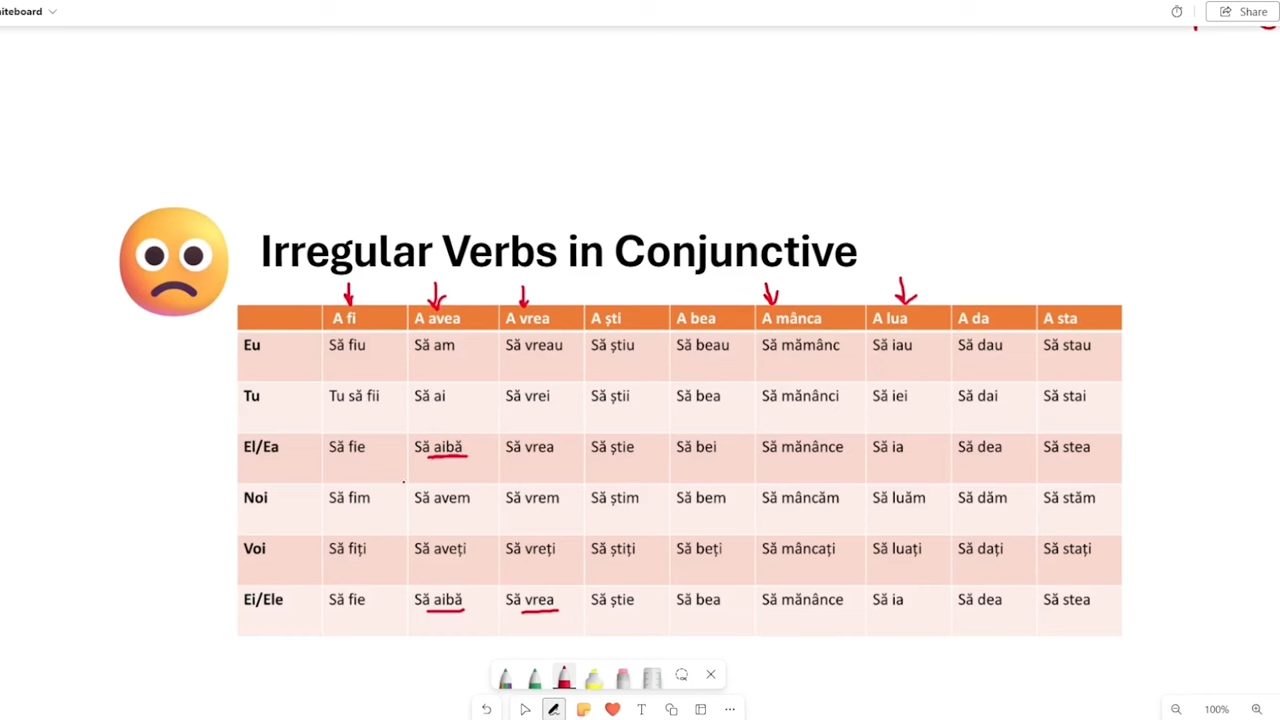 iteboard
Share
Irregular Verbs in Conjunctive
A fi A avea A vrea A ști A bea A mânca A lua A da A sta
Eu Să fiu Să am Să vreau Să știu Să beau Să mămânc Să iau Să dau Să stau
Tu Tu să fii Să ai Să vrei Să știi Să bea Să mănânci Să iei Să dai Să stai
El/Ea Să fie Să aibă Să vrea Să știe Să bei Să mănânce Să ia Să dea Să stea
Noi Să fim Să avem Să vrem Să știm Să bem Să mâncăm Să luăm Să dăm Să stăm
Voi Să fiți Să aveți Să vreți Să știți Să beți Să mâncați Să luați Să dați Să stați
Ei/Ele Să fie Să aibă Să vrea Să știe Să bea Să mănânce Să ia Să dea Să stea
T
100%